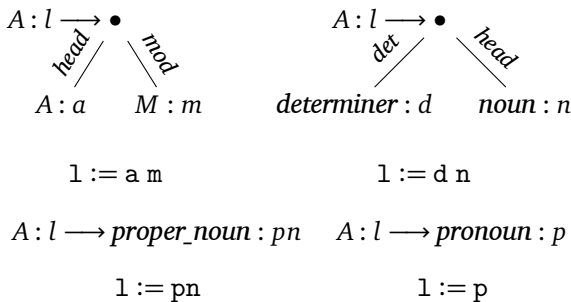 A : l ⟶ • A : l ⟶ •
head mod det head
A : a M : m determiner : d noun : n
l := a m l := d n
A : l ⟶ proper_noun : pn A : l ⟶ pronoun : p
l := pn l := p